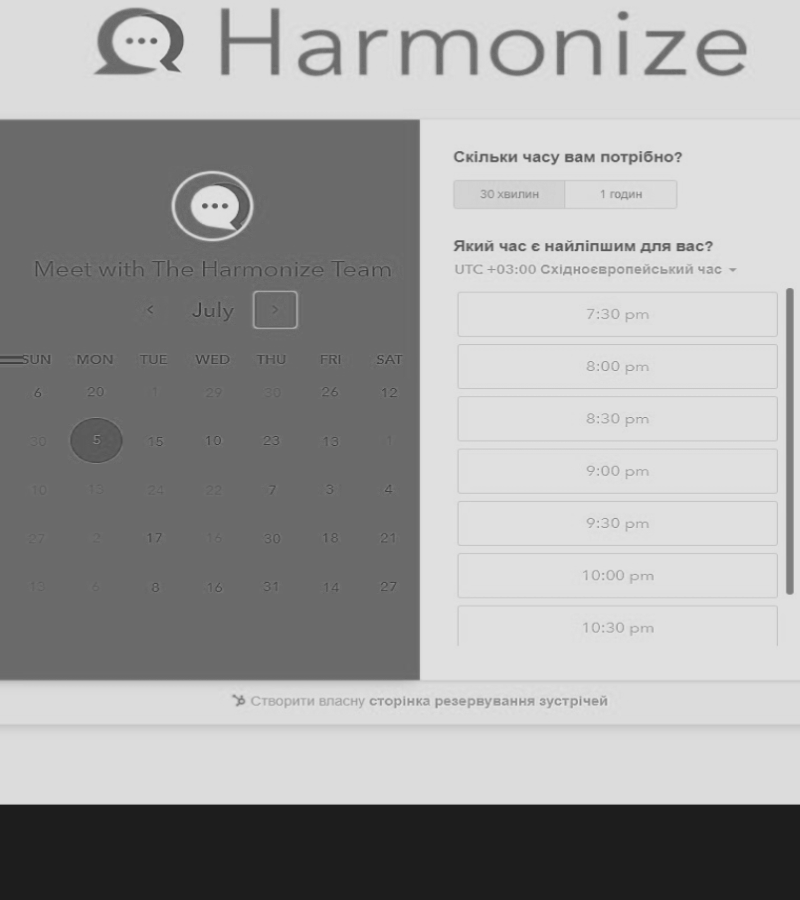 Harmonize
Meet with The Harmonize Team
< July >
SUN MON TUE WED THU FRI SAT
6 20 1 29 30 26 12
30 5 15 10 23 13 1
10 13 24 22 7 3 4
27 2 17 16 30 18 21
13 6 8 16 31 14 27
Скільки часу вам потрібно?
30 хвилин 1 годин
Який час є найліпшим для вас?
UTC +03:00 Східноєвропейський час
7:30 pm
8:00 pm
8:30 pm
9:00 pm
9:30 pm
10:00 pm
10:30 pm
Створити власну сторінка резервування зустрічей